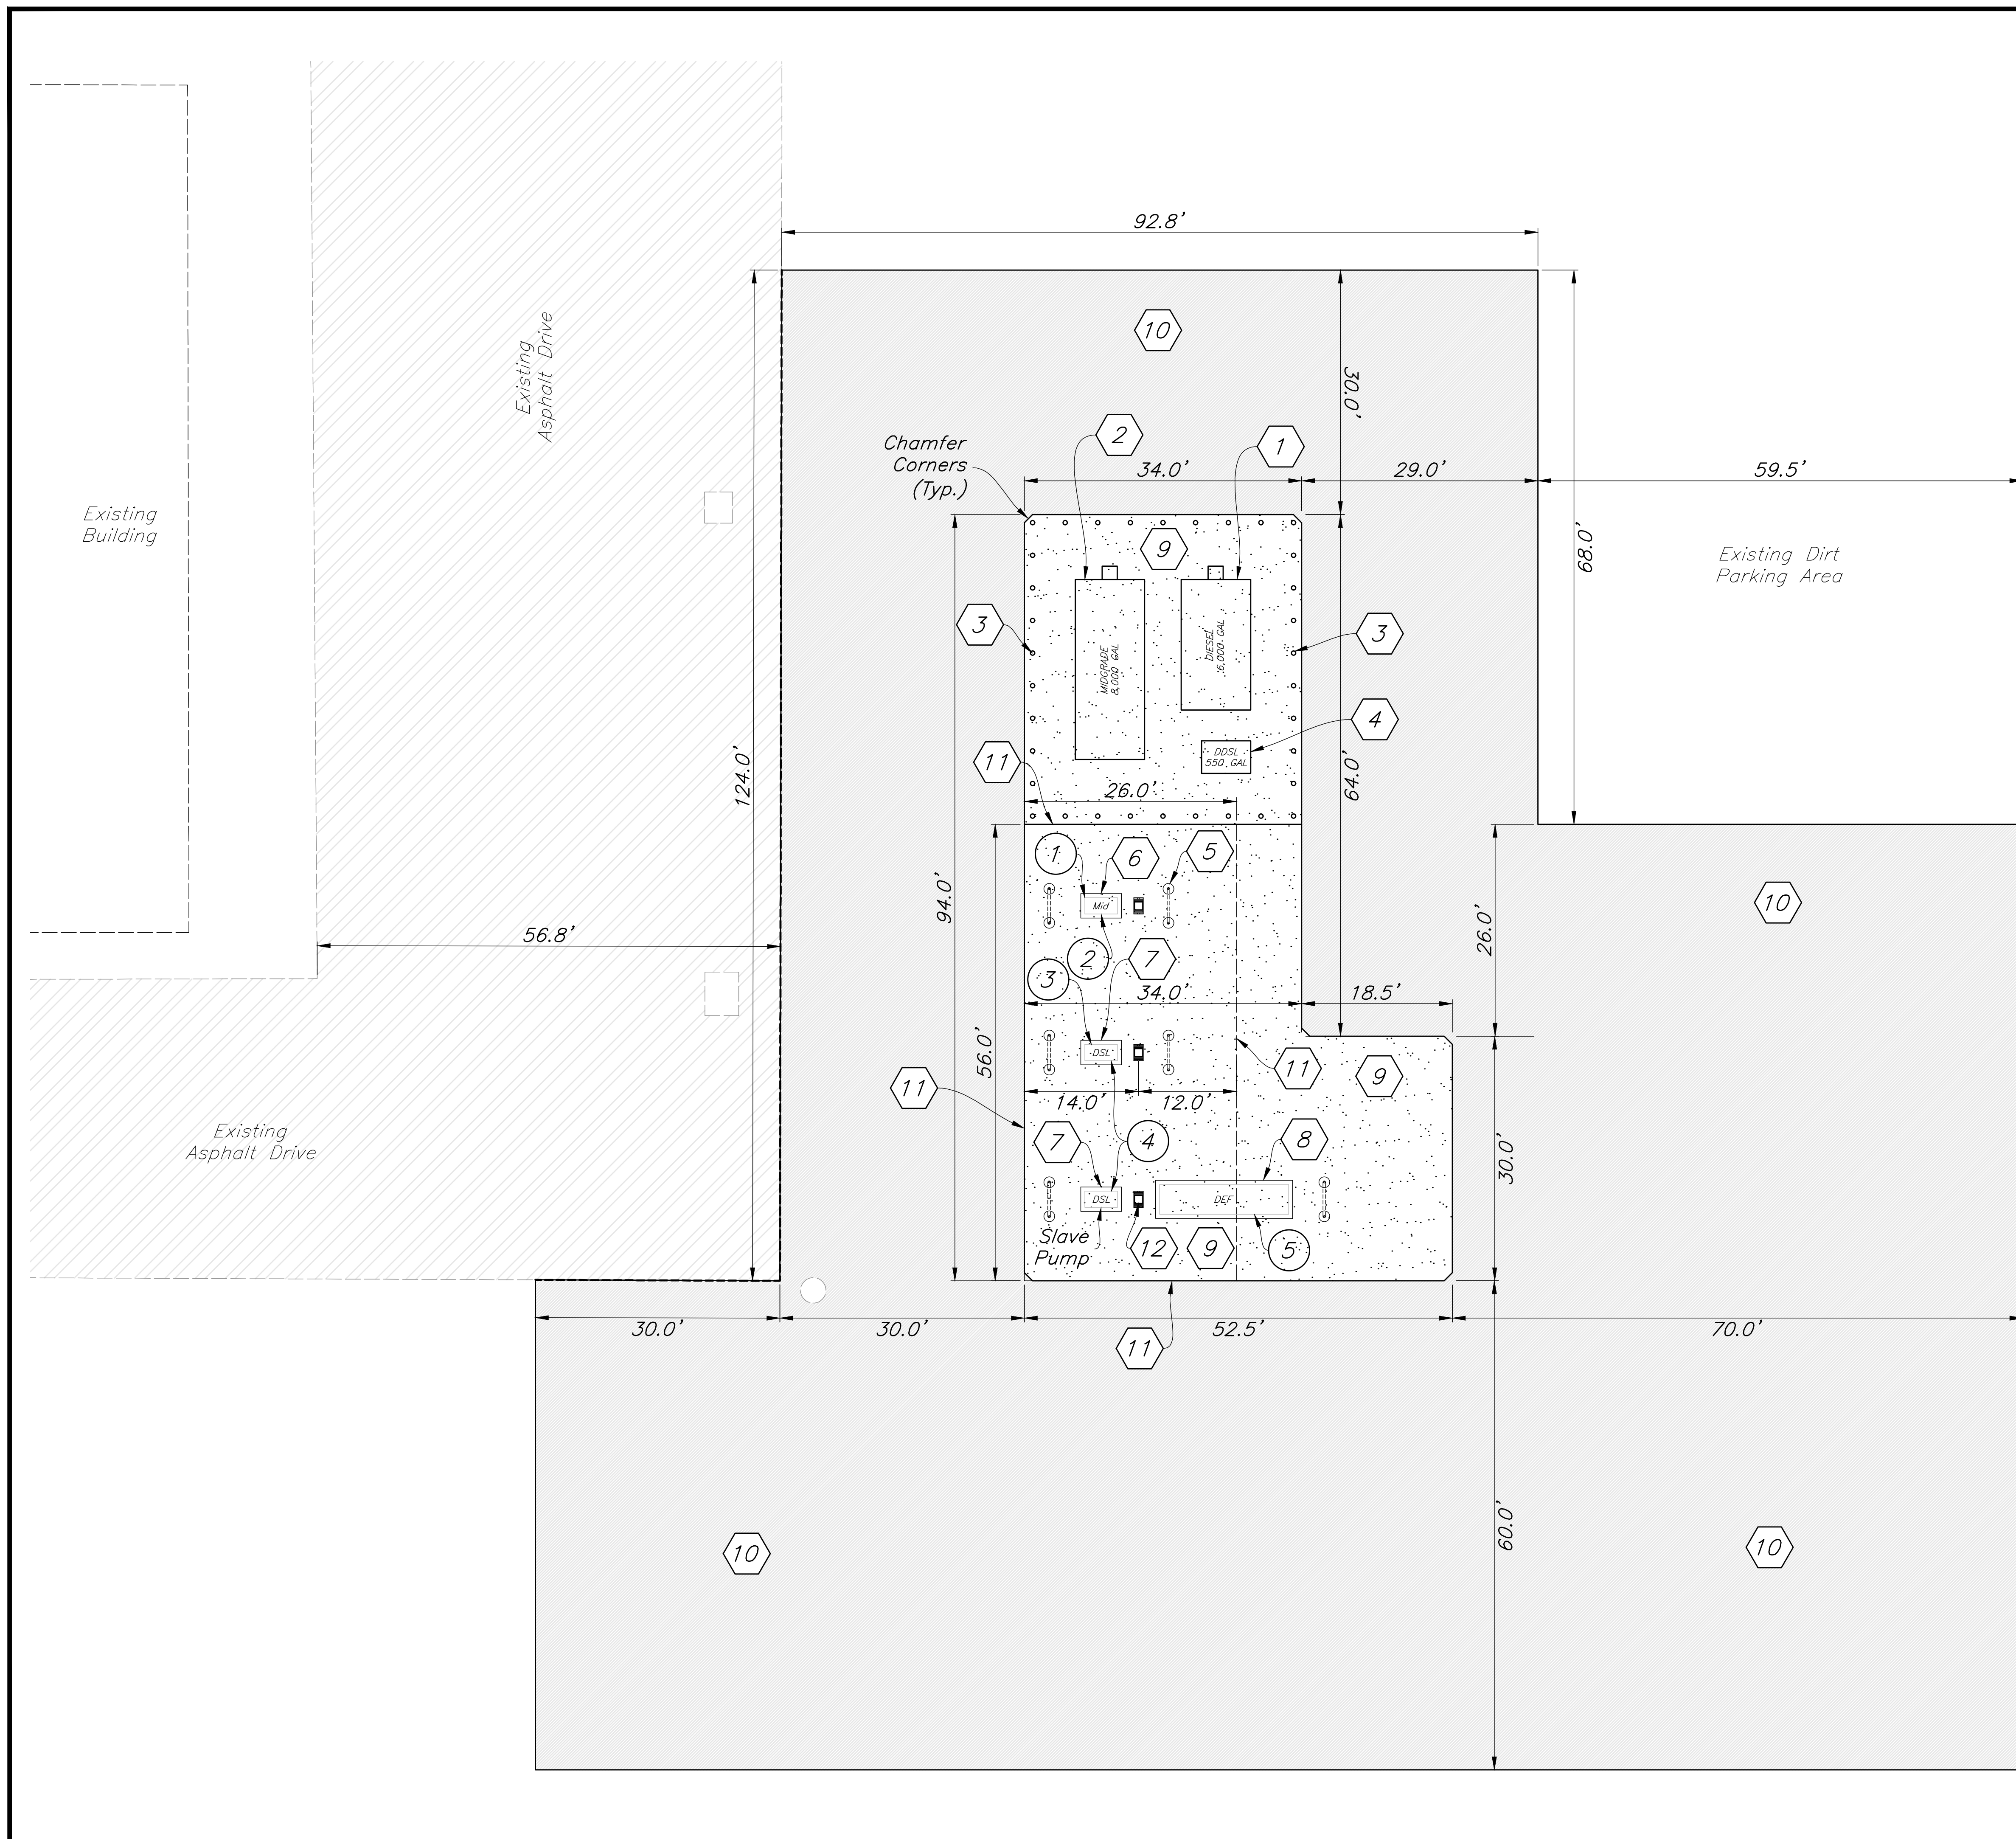 92.8'
10
Existing
Asphalt Drive
30.0'
Chamfer
Corners
(Typ.)
2
1
34.0'
29.0'
59.5'
Existing
Building
9
68.0'
Existing Dirt
Parking Area
3
3
MIDGRADE
8,000 GAL
DIESEL
6,000 GAL
4
DDSL
550 GAL
11
124.0'
64.0'
26.0'
1
6
5
94.0'
Mid
10
56.8'
26.0'
2
7
3
34.0'
18.5'
56.0'
DSL
11
9
11
14.0'
12.0'
Existing
Asphalt Drive
7
4
8
30.0'
DSL
DEF
Slave
Pump
12
9
5
30.0'
30.0'
52.5'
70.0'
11
60.0'
10
10